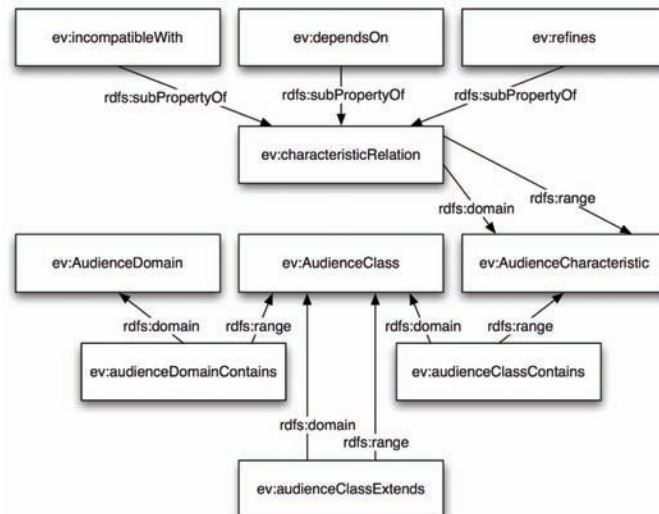 ev:incompatibleWith
ev:dependsOn
ev:refines
rdfs:subPropertyOf
rdfs:subPropertyOf
rdfs:subPropertyOf
ev:characteristicRelation
rdfs:range
rdfs:domain
ev:AudienceDomain
ev:AudienceClass
ev:AudienceCharacteristic
rdfs:domain
rdfs:range
rdfs:domain
rdfs:range
ev:audienceDomainContains
ev:audienceClassContains
rdfs:domain
rdfs:range
ev:audienceClassExtends